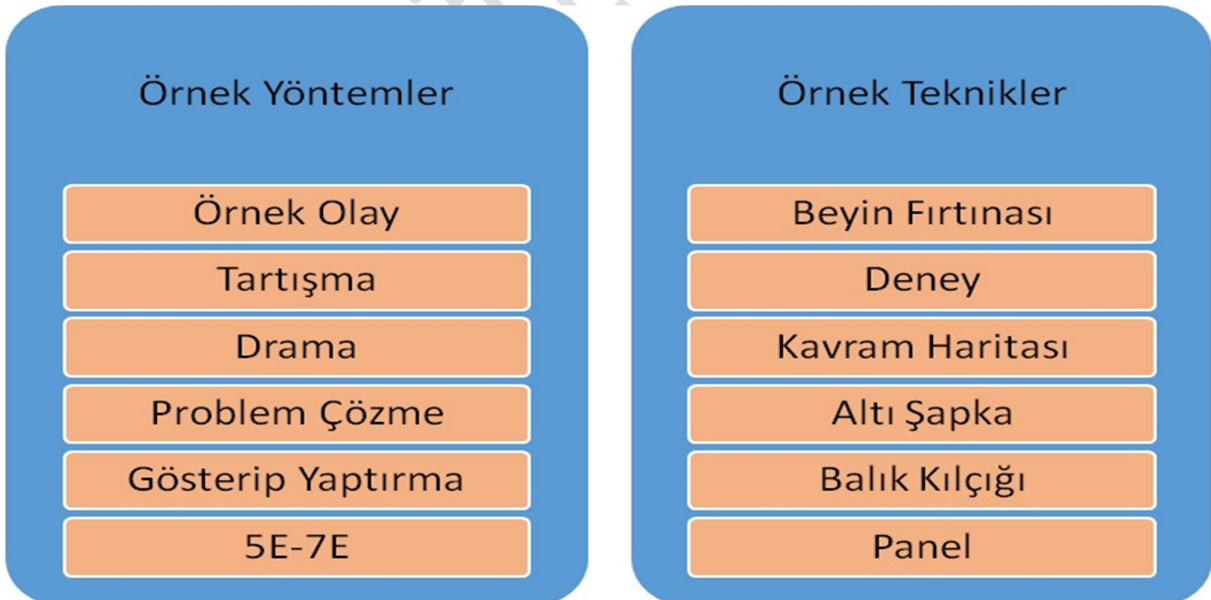 Örnek Yöntemler
Örnek Olay
Tartışma
Drama
Problem Çözme
Gösterip Yaptırma
5E-7E
Örnek Teknikler
Beyin Fırtınası
Deney
Kavram Haritası
Altı Şapka
Balık Kılçığı
Panel